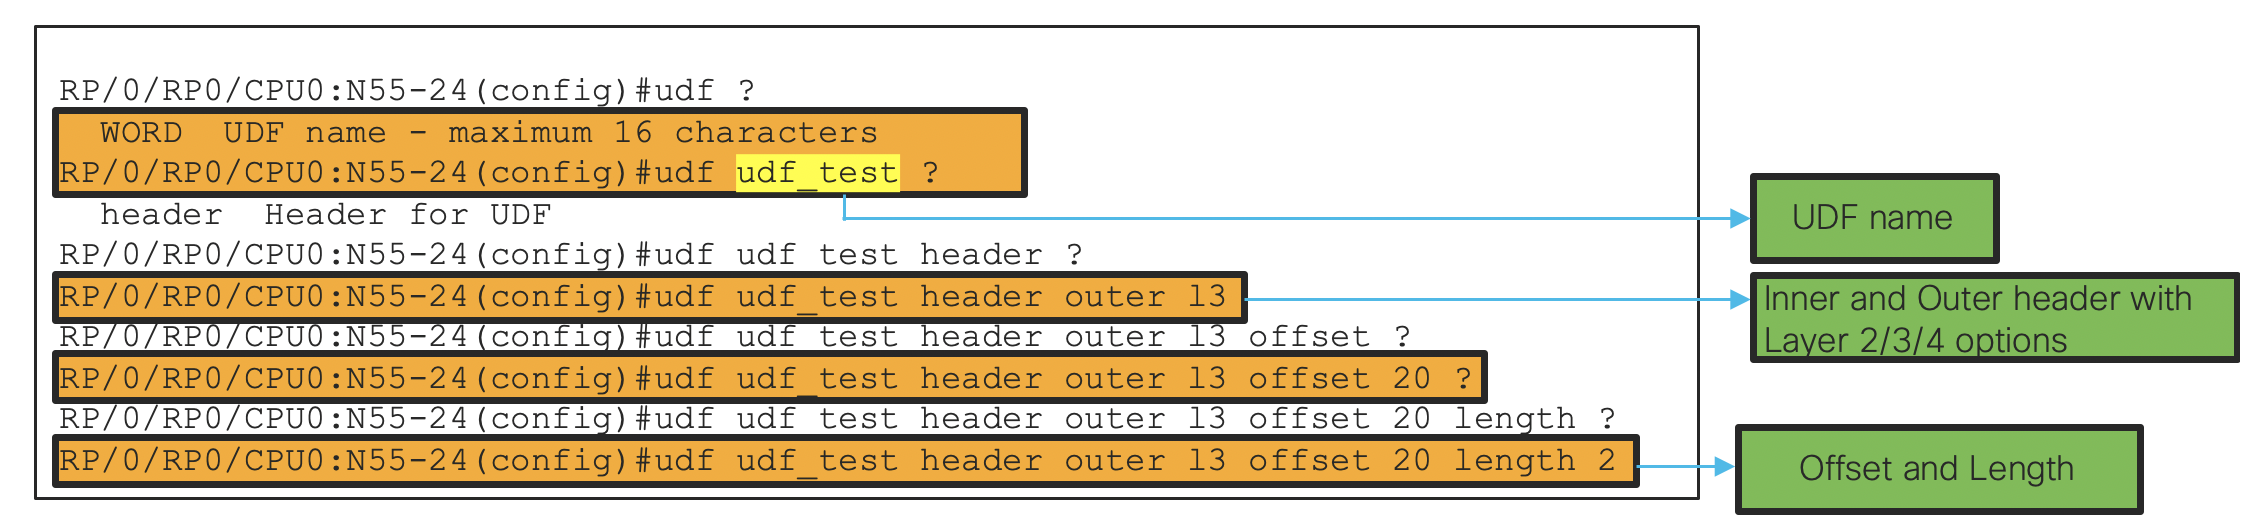 RP/0/RP0/CPU0:N55-24(config)#udf ?
WORD  UDF name - maximum 16 characters
RP/0/RP0/CPU0:N55-24(config)#udf udf_test ?
header  Header for UDF
UDF name
RP/0/RP0/CPU0:N55-24(config)#udf udf test header ?
RP/0/RP0/CPU0:N55-24(config)#udf udf_test header outer l3
Inner and Outer header with
Layer 2/3/4 options
RP/0/RP0/CPU0:N55-24(config)#udf udf test header outer l3 offset ?
RP/0/RP0/CPU0:N55-24(config)#udf udf_test header outer l3 offset 20 ?
RP/0/RP0/CPU0:N55-24(config)#udf udf test header outer l3 offset 20 length ?
RP/0/RP0/CPU0:N55-24(config)#udf udf_test header outer l3 offset 20 length 2
Offset and Length